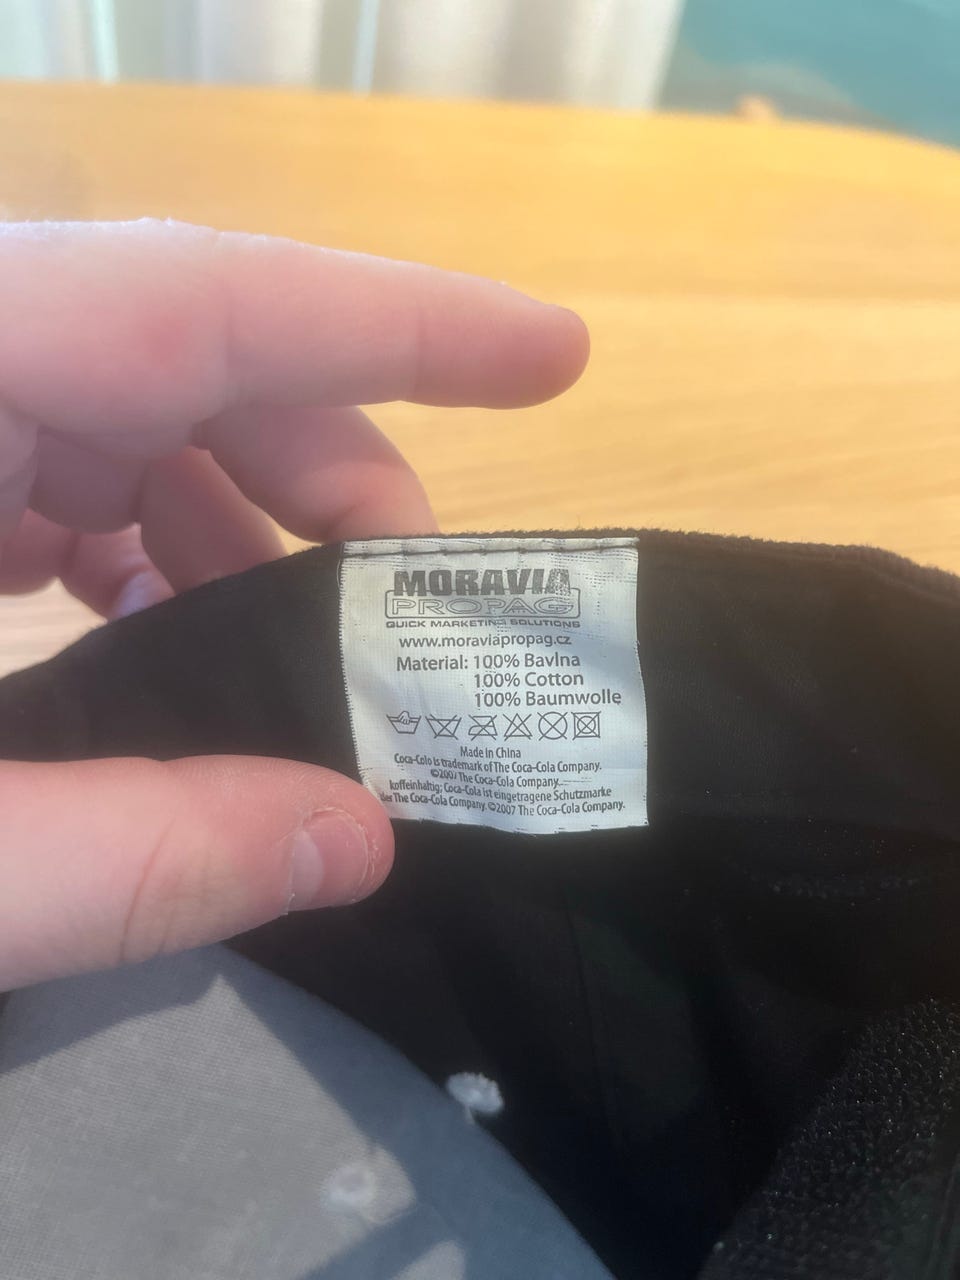 MORAVIA
PROPAG
QUICK MARKETING SOLUTIONS
www.moraviapropag.cz
Material: 100% Bavlna
100% Cotton
100% Baumwolle
Made in China
Coca-Colo is trademark of The Coca-Cola Company.
©2007 The Coca-Cola Company.
koffeinhaltig; Coca-Cola ist eingetragene Schutzmarke
der The Coca-Cola Company. ©2007 The Coca-Cola Company.